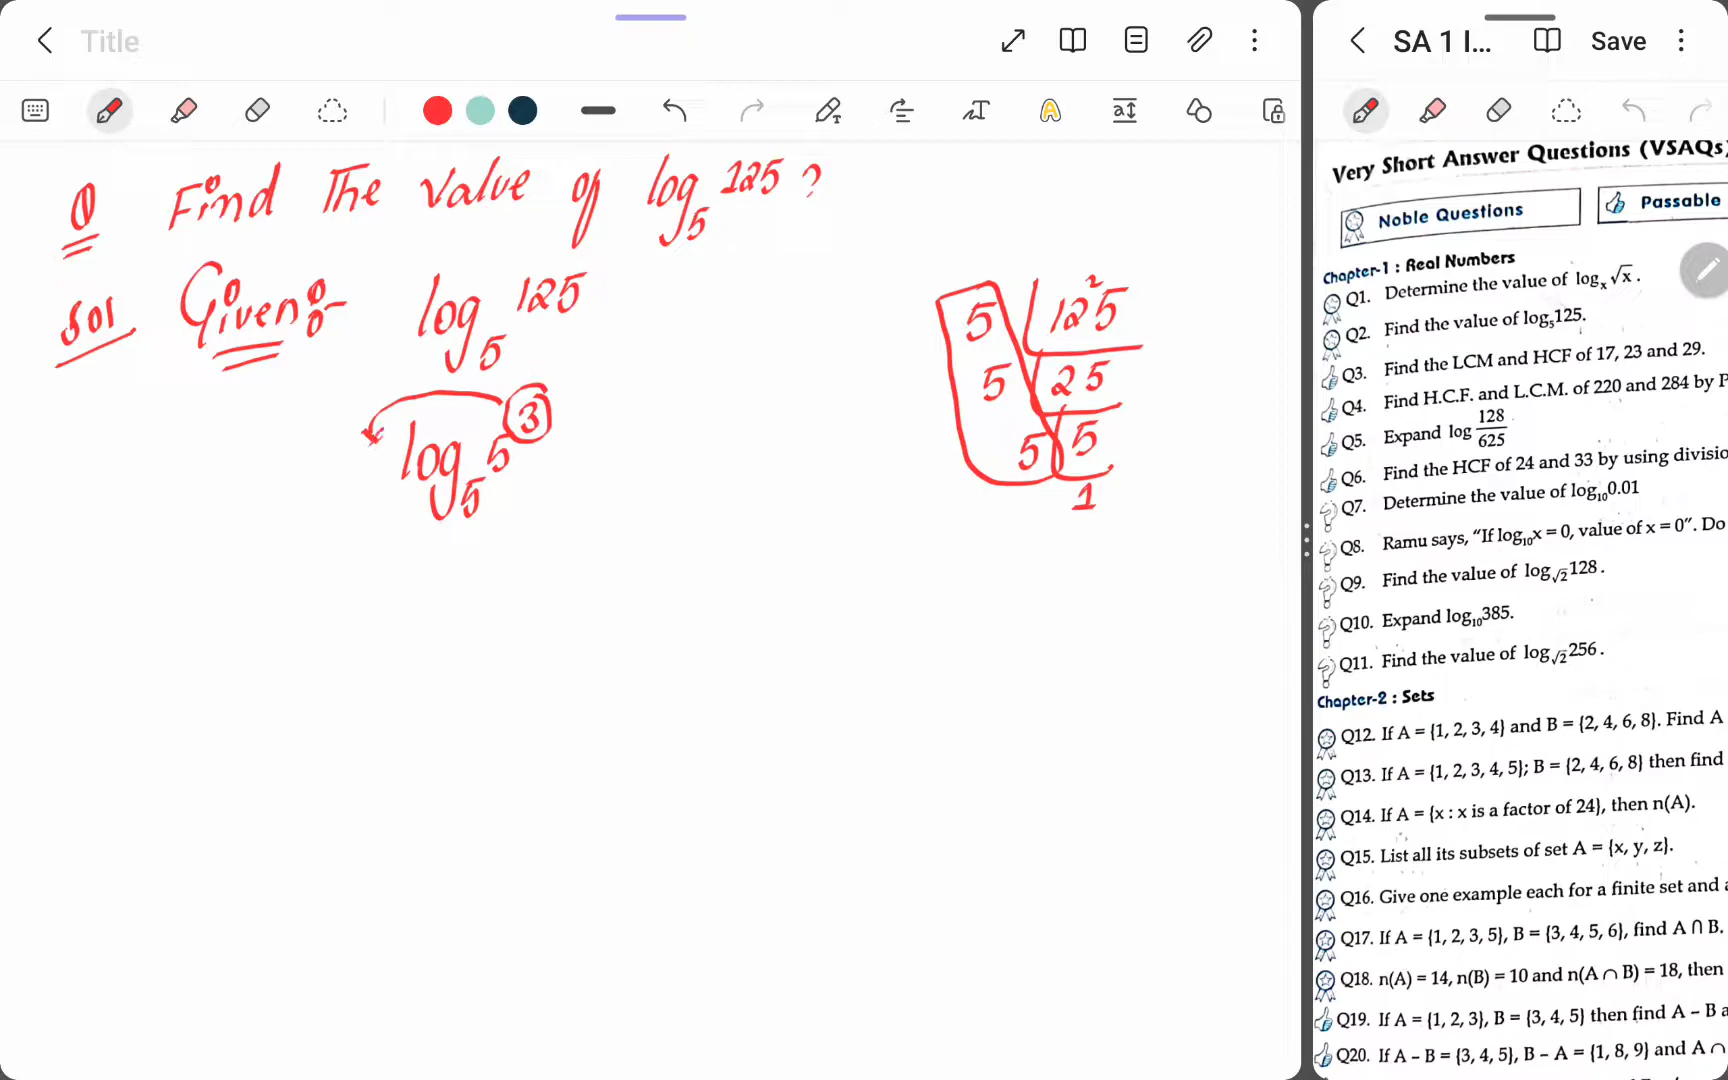 Title
SA 1 I...
Save
Q Find The value of log₅ 125 ?
Sol Given:- log₅ 125
log₅ 5³
5 125
5 25
5 5
1
Very Short Answer Questions (VSAQs)
Noble Questions
Passable
Chapter-1 : Real Numbers
Q1. Determine the value of logₓ√x.
Q2. Find the value of log₅125.
Q3. Find the LCM and HCF of 17, 23 and 29.
Q4. Find H.C.F. and L.C.M. of 220 and 284 by P
Q5. Expand log 128/625
Q6. Find the HCF of 24 and 33 by using divisio
Q7. Determine the value of log₁₀0.01
Q8. Ramu says, "If log₁₀x = 0, value of x = 0". Do
Q9. Find the value of log√2 128.
Q10. Expand log₁₀385.
Q11. Find the value of log√2 256.
Chapter-2 : Sets
Q12. If A = {1, 2, 3, 4} and B = {2, 4, 6, 8}. Find A
Q13. If A = {1, 2, 3, 4, 5}; B = {2, 4, 6, 8} then find
Q14. If A = {x : x is a factor of 24}, then n(A).
Q15. List all its subsets of set A = {x, y, z}.
Q16. Give one example each for a finite set and a
Q17. If A = {1, 2, 3, 5}, B = {3, 4, 5, 6}, find A ∩ B.
Q18. n(A) = 14, n(B) = 10 and n(A ∩ B) = 18, then
Q19. If A = {1, 2, 3}, B = {3, 4, 5} then find A − B a
Q20. If A − B = {3, 4, 5}, B − A = {1, 8, 9} and A ∩